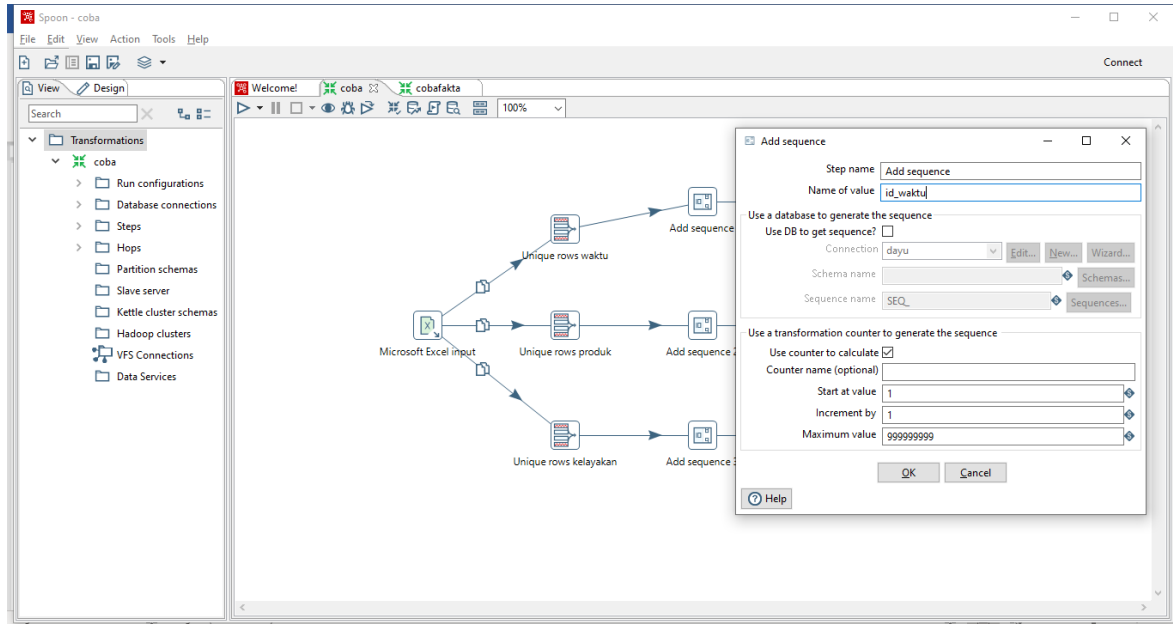 Spoon - coba
File Edit View Action Tools Help
Connect
View Design
Search
Transformations
coba
Run configurations
Database connections
Steps
Hops
Partition schemas
Slave server
Kettle cluster schemas
Hadoop clusters
VFS Connections
Data Services
Welcome! coba cobafakta
100%
Unique rows waktu
Add sequence
Microsoft Excel input
Unique rows produk
Add sequence 2
Unique rows kelayakan
Add sequence 3
Add sequence
Step name Add sequence
Name of value id_waktu
Use a database to generate the sequence
Use DB to get sequence?
Connection dayu Edit... New... Wizard...
Schema name Schemas...
Sequence name SEQ_ Sequences...
Use a transformation counter to generate the sequence
Use counter to calculate
Counter name (optional)
Start at value 1
Increment by 1
Maximum value 999999999
OK Cancel
Help